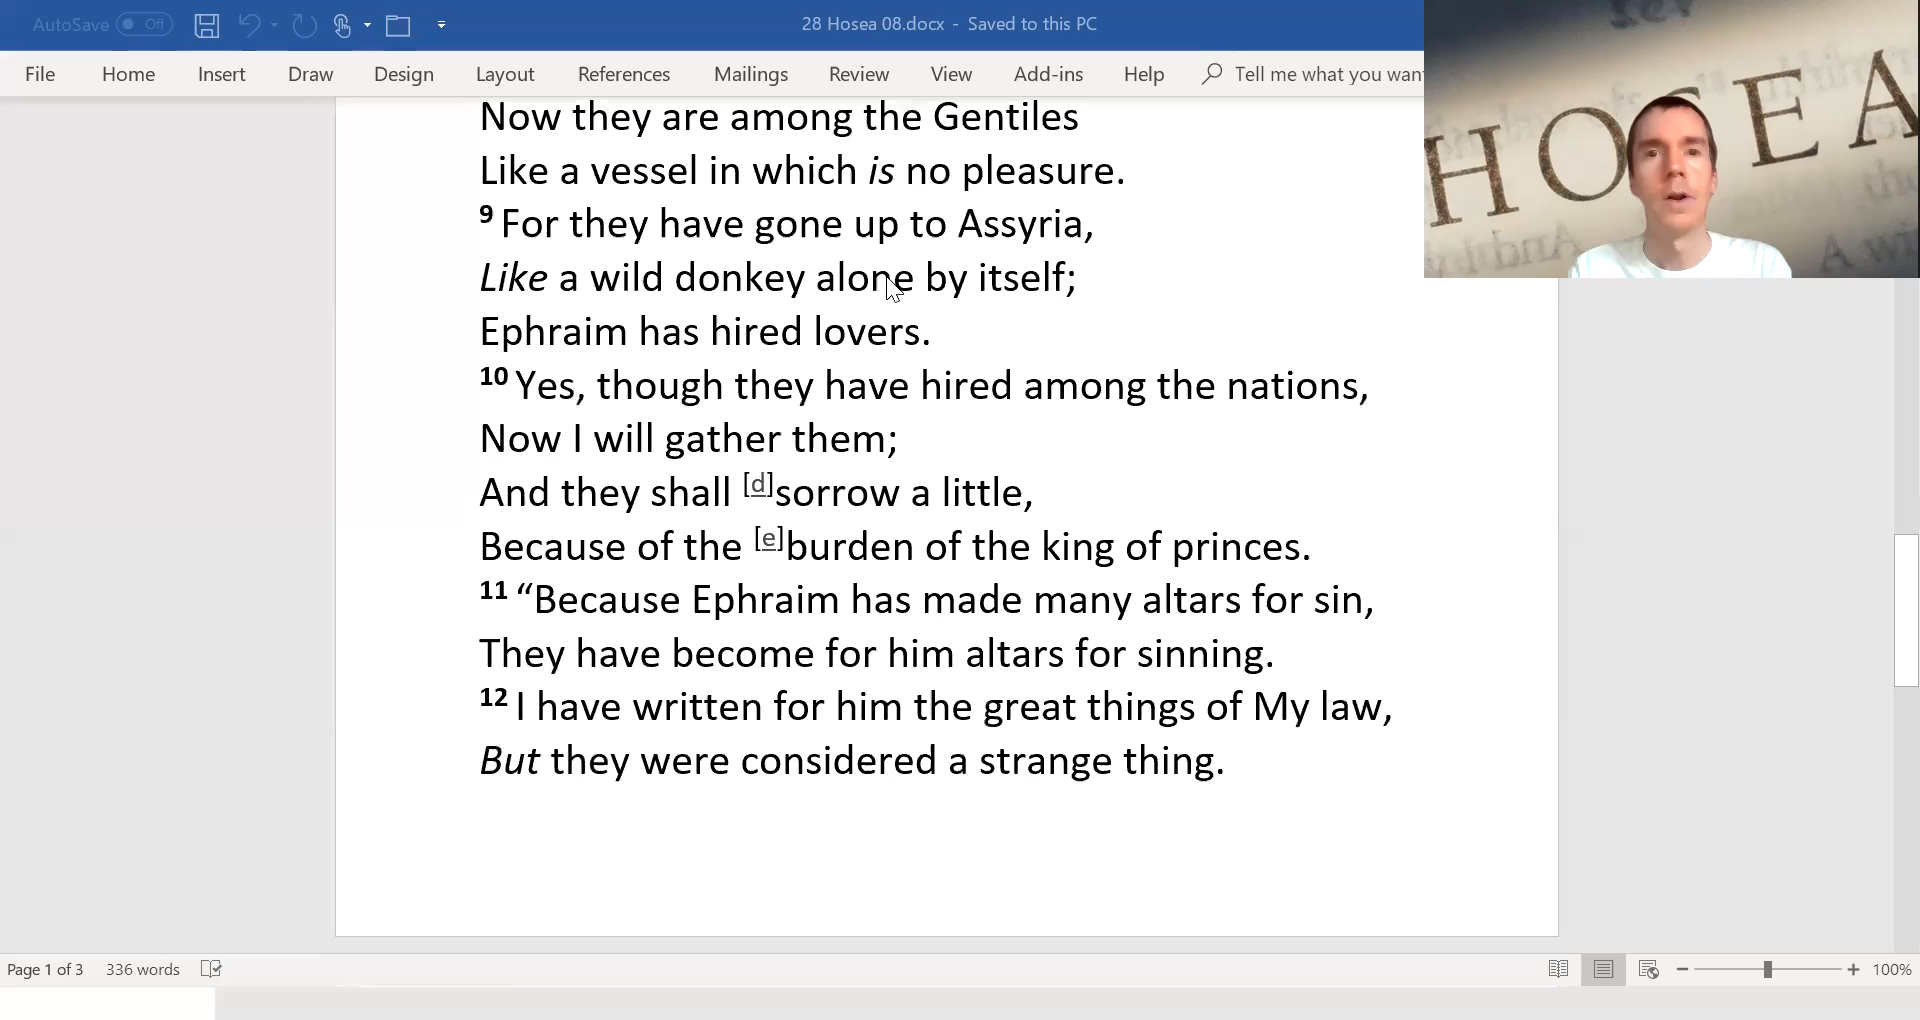 AutoSave Off
28 Hosea 08.docx - Saved to this PC
File Home Insert Draw Design Layout References Mailings Review View Add-ins Help Tell me what you want
HOSEA
Now they are among the Gentiles
Like a vessel in which is no pleasure.
9 For they have gone up to Assyria,
Like a wild donkey alone by itself;
Ephraim has hired lovers.
10 Yes, though they have hired among the nations,
Now I will gather them;
And they shall [d]sorrow a little,
Because of the [e]burden of the king of princes.
11 “Because Ephraim has made many altars for sin,
They have become for him altars for sinning.
12 I have written for him the great things of My law,
But they were considered a strange thing.
Page 1 of 3 336 words 100%